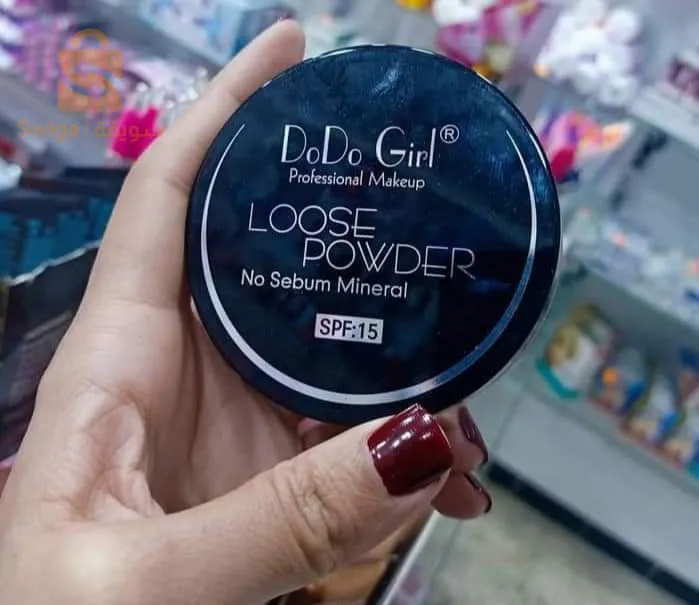 DoDo Girl®
Professional Makeup
LOOSE
POWDER
No Sebum Mineral
SPF:15